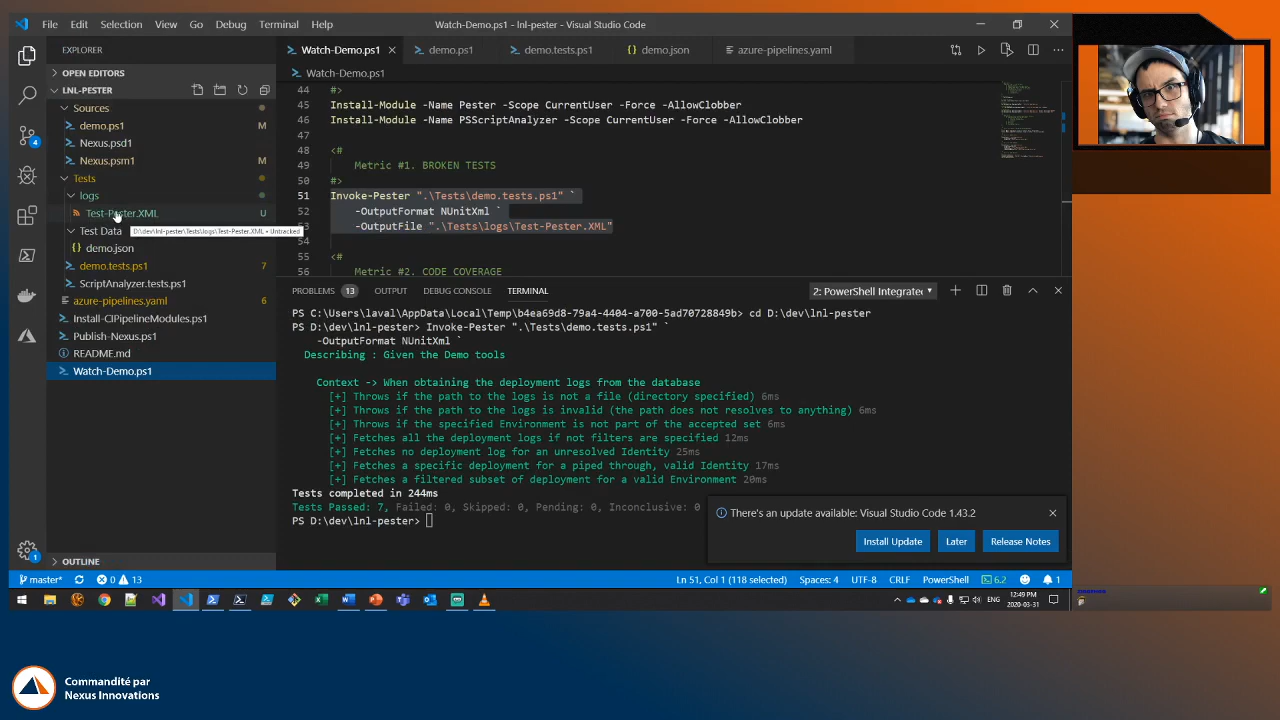 File Edit Selection View Go Debug Terminal Help
Watch-Demo.ps1 - lnl-pester - Visual Studio Code
EXPLORER
OPEN EDITORS
LNL-PESTER
Sources
demo.ps1 M
Nexus.psd1
Nexus.psm1 M
Tests
logs
Test-Pester.XML U
Test Data
D:\dev\lnl-pester\Tests\logs\Test-Pester.XML • Untracked
demo.json
demo.tests.ps1 7
ScriptAnalyzer.tests.ps1
azure-pipelines.yaml 6
Install-CIPipelineModules.ps1
Publish-Nexus.ps1
README.md
Watch-Demo.ps1
OUTLINE
4
1
Watch-Demo.ps1 demo.ps1 demo.tests.ps1 demo.json azure-pipelines.yaml
Watch-Demo.ps1
44 #>
45 Install-Module -Name Pester -Scope CurrentUser -Force -AllowClobber
46 Install-Module -Name PsScriptAnalyzer -Scope CurrentUser -Force -AllowClobber
47
48 <#
49 Metric #1. BROKEN TESTS
50 #>
51 Invoke-Pester ".\Tests\demo.tests.ps1" `
52 -OutputFormat NUnitXml `
53 -OutputFile ".\Tests\logs\Test-Pester.XML"
54
55 <#
56 Metric #2. CODE COVERAGE
PROBLEMS 13 OUTPUT DEBUG CONSOLE TERMINAL 2: PowerShell Integrate
PS C:\Users\laval\AppData\Local\Temp\b4ea69d8-79a4-4404-a700-5ad70728849b> cd D:\dev\lnl-pester
PS D:\dev\lnl-pester> Invoke-Pester ".\Tests\demo.tests.ps1" `
-OutputFormat NUnitXml `
Describing : Given the Demo tools
Context -> When obtaining the deployment logs from the database
[+] Throws if the path to the logs is not a file (directory specified) 6ms
[+] Throws if the path to the logs is invalid (the path does not resolves to anything) 6ms
[+] Throws if the specified Environment is not part of the accepted set 6ms
[+] Fetches all the deployment logs if not filters are specified 12ms
[+] Fetches no deployment log for an unresolved Identity 25ms
[+] Fetches a specific deployment for a piped through, valid Identity 17ms
[+] Fetches a filtered subset of deployment for a valid Environment 20ms
Tests completed in 244ms
Tests Passed: 7, Failed: 0, Skipped: 0, Pending: 0, Inconclusive: 0
PS D:\dev\lnl-pester>
There's an update available: Visual Studio Code 1.43.2
Install Update Later Release Notes
master* 0 13 Ln 51, Col 1 (118 selected) Spaces: 4 UTF-8 CRLF PowerShell 6.2 1
ENG 12:49 PM
2020-03-31
Commandité par
Nexus Innovations